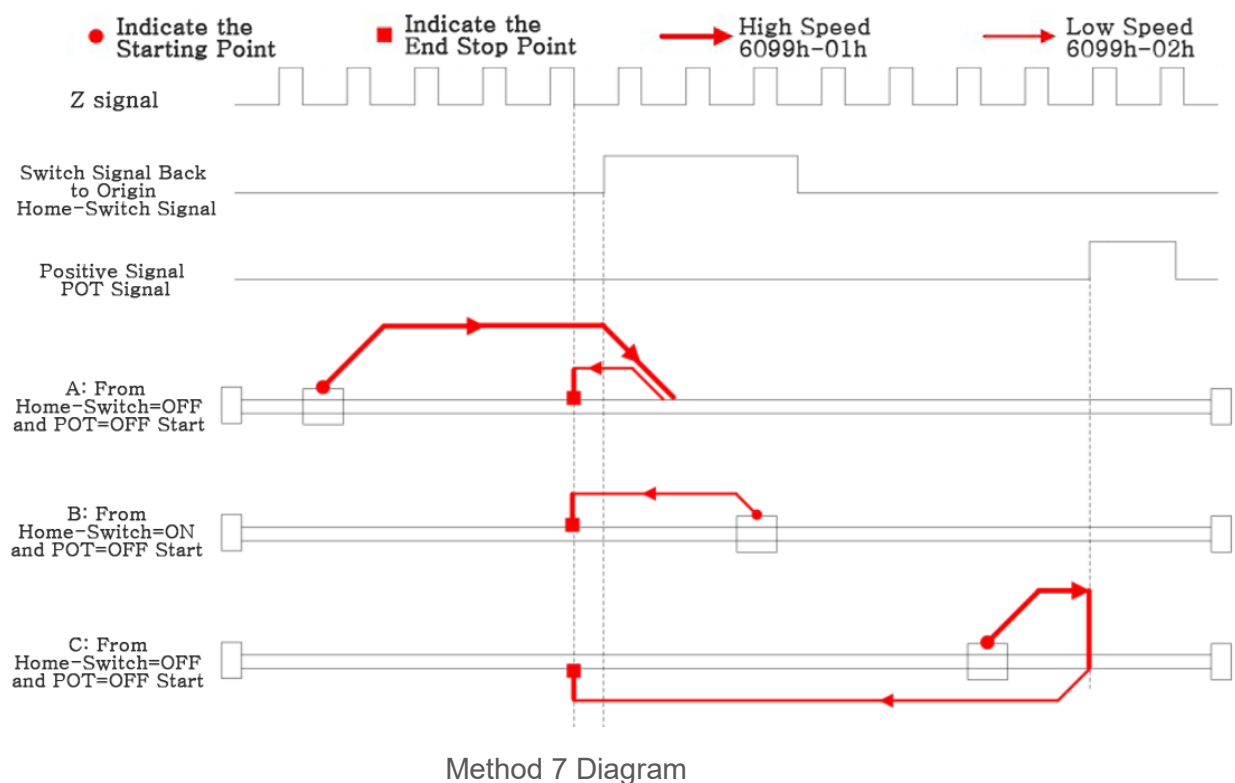 Indicate the
Starting Point
Indicate the
End Stop Point
High Speed
6099h-01h
Low Speed
6099h-02h
Z signal
Switch Signal Back
to Origin
Home-Switch Signal
Positive Signal
POT Signal
A: From
Home-Switch=OFF
and POT=OFF Start
B: From
Home-Switch=ON
and POT=OFF Start
C: From
Home-Switch=OFF
and POT=OFF Start
Method 7 Diagram